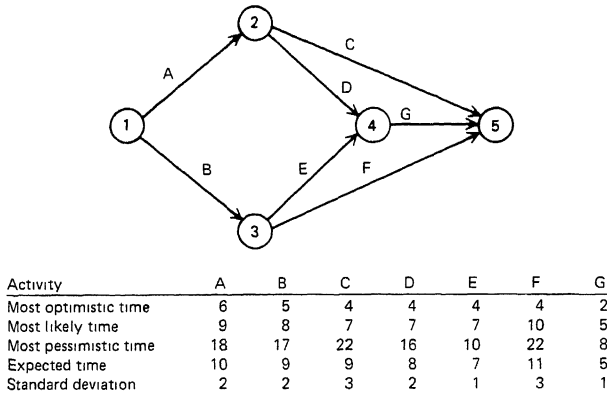 2
C
A
D
1
4
G
5
B
E
F
3
Activity A B C D E F G
Most optimistic time 6 5 4 4 4 4 2
Most likely time 9 8 7 7 7 10 5
Most pessimistic time 18 17 22 16 10 22 8
Expected time 10 9 9 8 7 11 5
Standard deviation 2 2 3 2 1 3 1